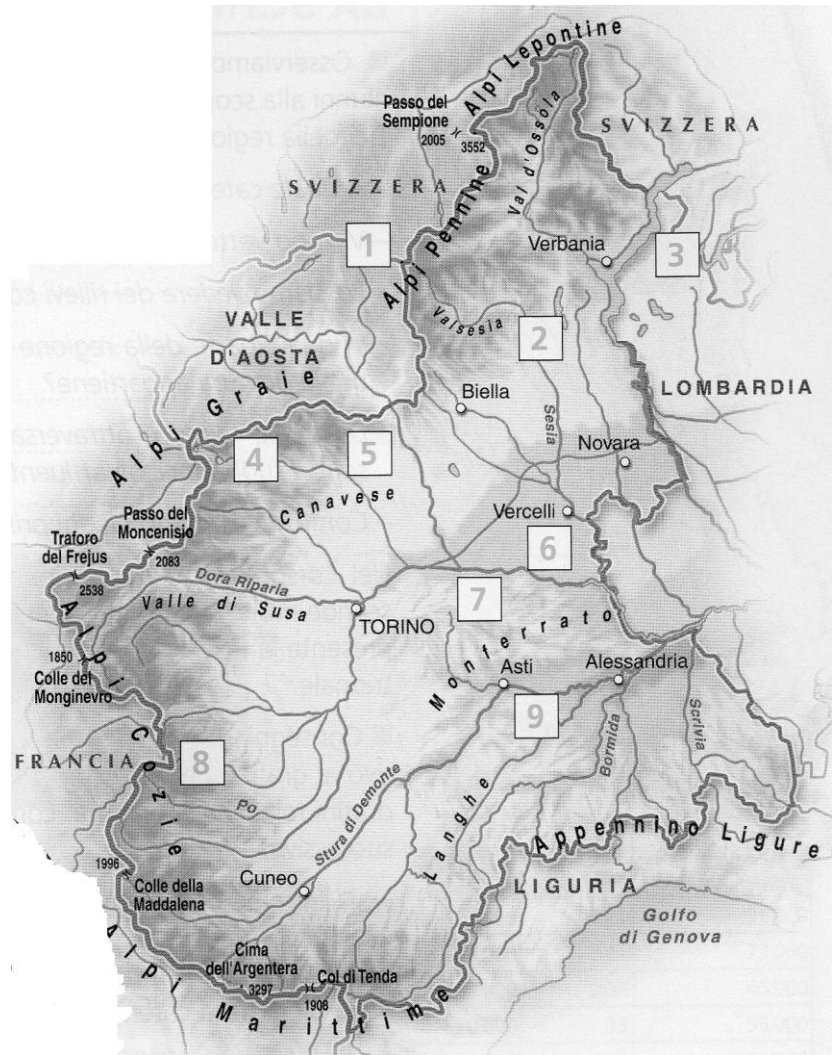 Alpi Lepontine
Passo del
Sempione
2005
3552
SVIZZERA
Val d'Ossola
SVIZZERA
Alpi Pennine
1
Verbania
3
VALLE
D'AOSTA
Valsesia
2
Alpi Graie
Biella
LOMBARDIA
Sesia
Novara
4
5
Canavese
Passo del
Moncenisio
2083
Vercelli
Traforo
del Frejus
2538
6
Dora Riparia
Valle di Susa
7
TORINO
Monferrato
1850
Colle del
Monginevro
Asti
Alessandria
Alpi Cozie
9
Scrivia
Bormida
FRANCIA
8
Po
Stura di Demonte
Langhe
Appennino Ligure
1996
Colle della
Maddalena
Cuneo
LIGURIA
Golfo
di Genova
Cima
dell'Argentera
3297
Col di Tenda
1908
Alpi Marittime